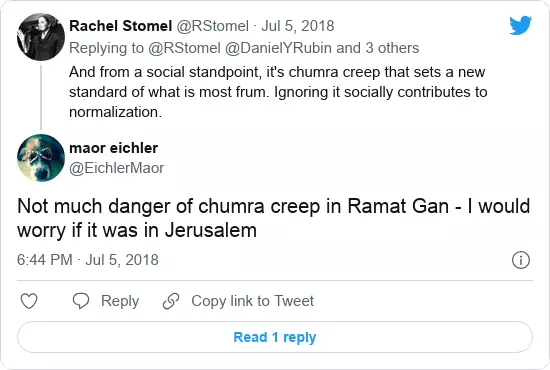 Rachel Stomel @RStomel · Jul 5, 2018
Replying to @RStomel @DanielYRubin and 3 others
And from a social standpoint, it's chumra creep that sets a new
standard of what is most frum. Ignoring it socially contributes to
normalization.
maor eichler
@EichlerMaor
Not much danger of chumra creep in Ramat Gan - I would
worry if it was in Jerusalem
6:44 PM · Jul 5, 2018
Reply Copy link to Tweet
Read 1 reply